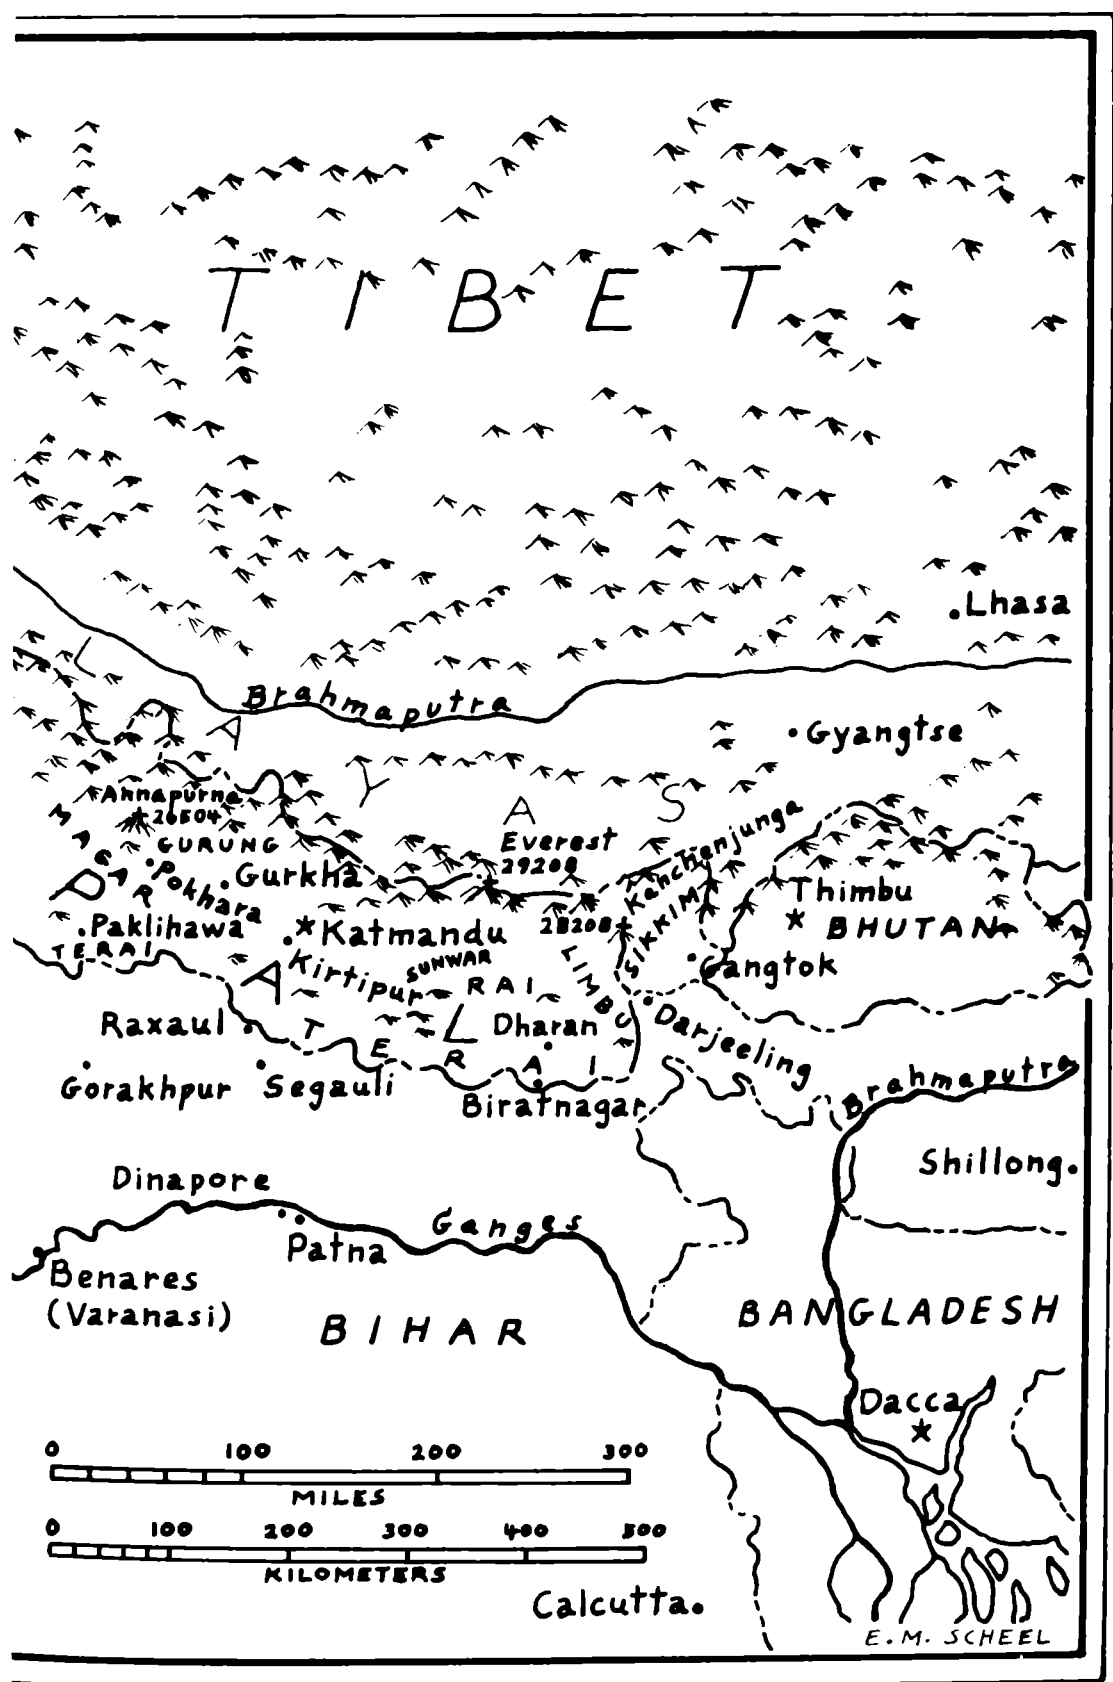 TIBET
Lhasa
Brahmaputra
Gyangtse
L A Y A S
Annapurna
26504
Everest
29208
Kanchenjunga
28208
MAGAR
GURUNG
Pokhara
Gurkha
Thimbu
BHUTAN
SIKKIM
Paklihawa
Katmandu
TERAI
Kirtipur
SUNWAR
RAI
LIMBU
Gangtok
P A L
Dharan
Darjeeling
Raxaul
TERAI
Gorakhpur
Segauli
Biratnagar
Brahmaputra
Shillong
Dinapore
Ganges
Patna
Benares
(Varanasi)
BIHAR
BANGLADESH
Dacca
0 100 200 300
MILES
0 100 200 300 400 500
KILOMETERS
Calcutta
E.M. SCHEEL